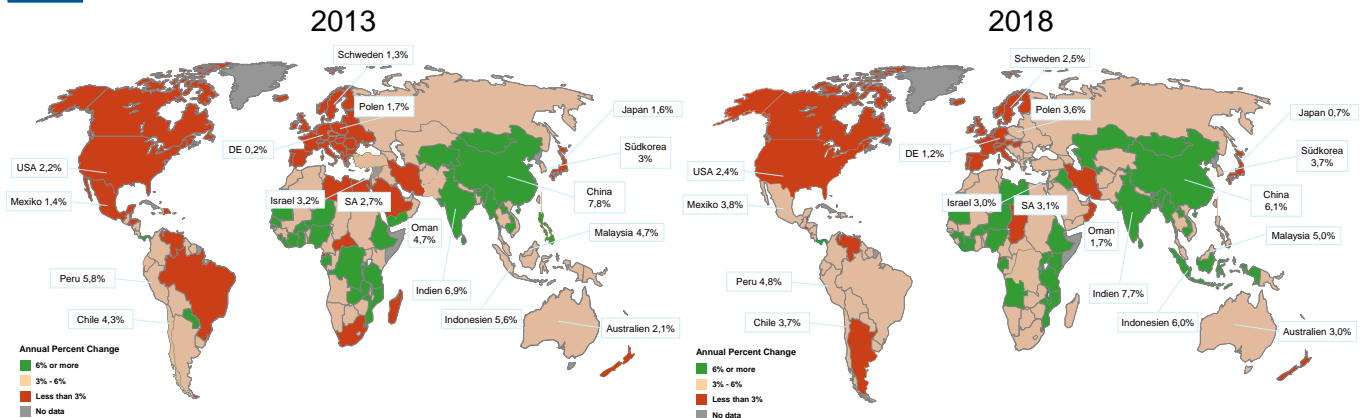 2013
Schweden 1,3%
Polen 1,7%
Japan 1,6%
DE 0,2%
Südkorea
3%
USA 2,2%
China
7,8%
Israel 3,2%
SA 2,7%
Mexiko 1,4%
Oman
4,7%
Malaysia 4,7%
Peru 5,8%
Indien 6,9%
Chile 4,3%
Indonesien 5,6%
Australien 2,1%
Annual Percent Change
6% or more
3% - 6%
Less than 3%
No data
2018
Schweden 2,5%
Polen 3,6%
Japan 0,7%
DE 1,2%
Südkorea
3,7%
USA 2,4%
China
6,1%
Israel 3,0%
SA 3,1%
Mexiko 3,8%
Oman
1,7%
Malaysia 5,0%
Peru 4,8%
Indien 7,7%
Chile 3,7%
Indonesien 6,0%
Australien 3,0%
Annual Percent Change
6% or more
3% - 6%
Less than 3%
No data